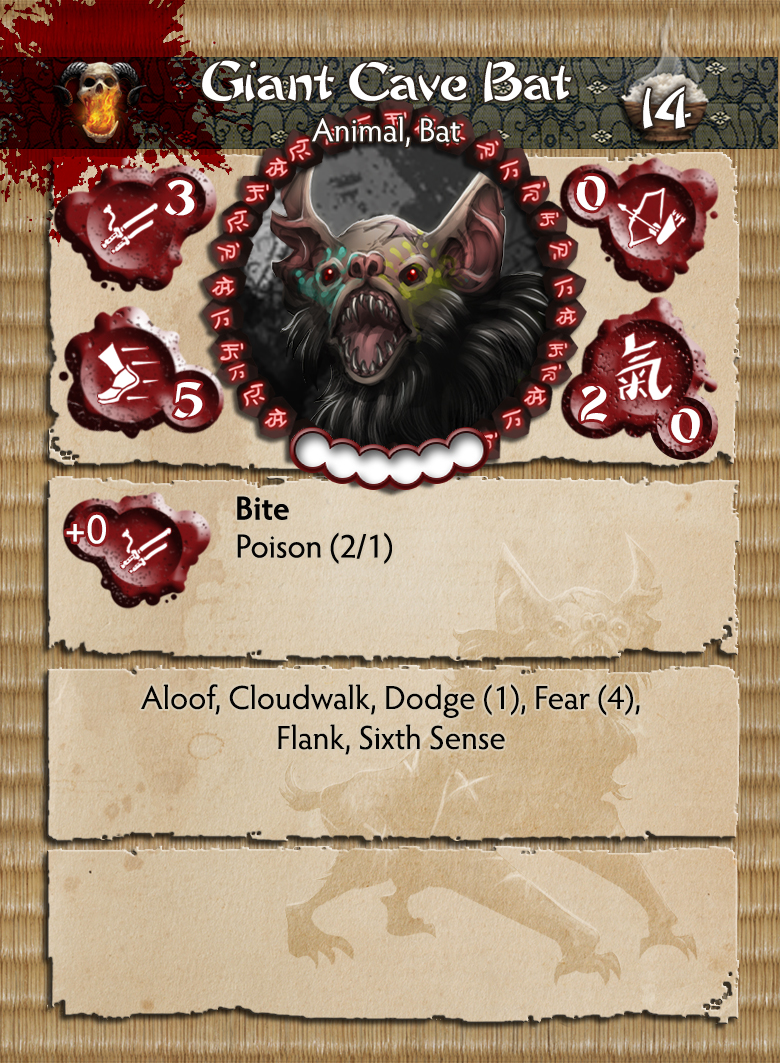 Giant Cave Bat
14
Animal, Bat
3
0
5
氣
2
0
+0
Bite
Poison (2/1)
Aloof, Cloudwalk, Dodge (1), Fear (4),
Flank, Sixth Sense